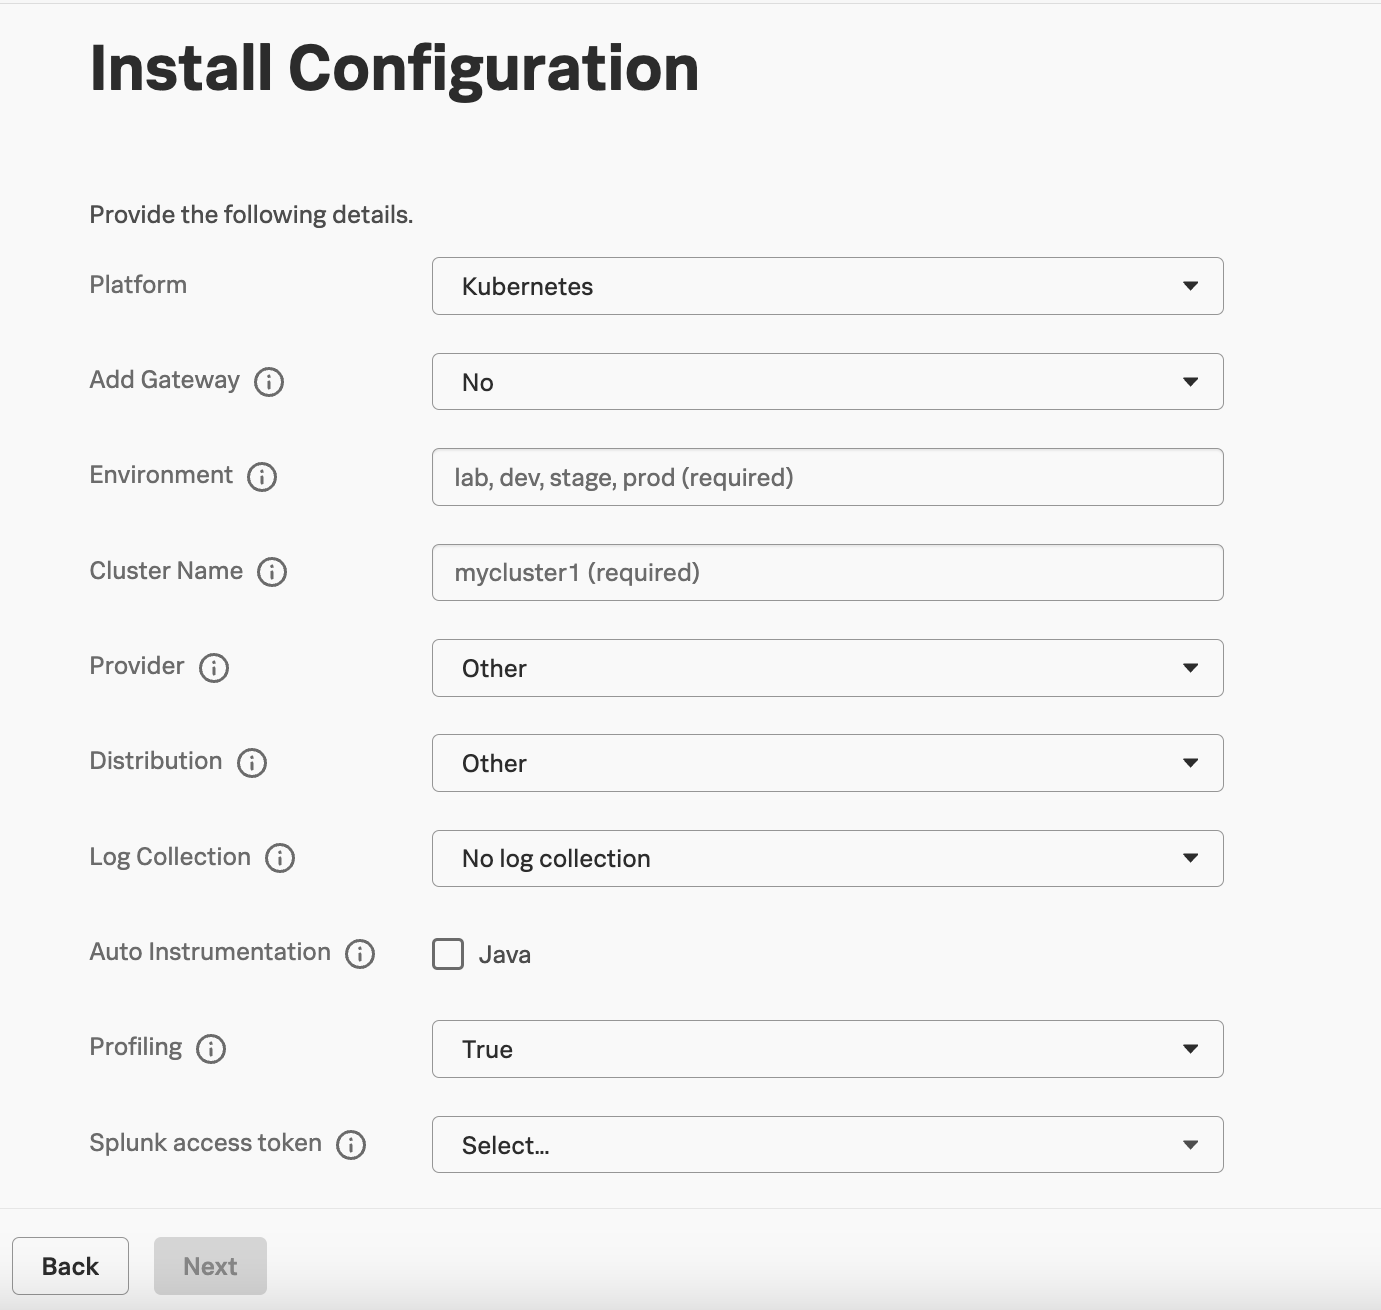 Install Configuration
Provide the following details.
Platform
Kubernetes
Add Gateway
No
Environment
lab, dev, stage, prod (required)
Cluster Name
mycluster1 (required)
Provider
Other
Distribution
Other
Log Collection
No log collection
Auto Instrumentation
Java
Profiling
True
Splunk access token
Select...
Back
Next